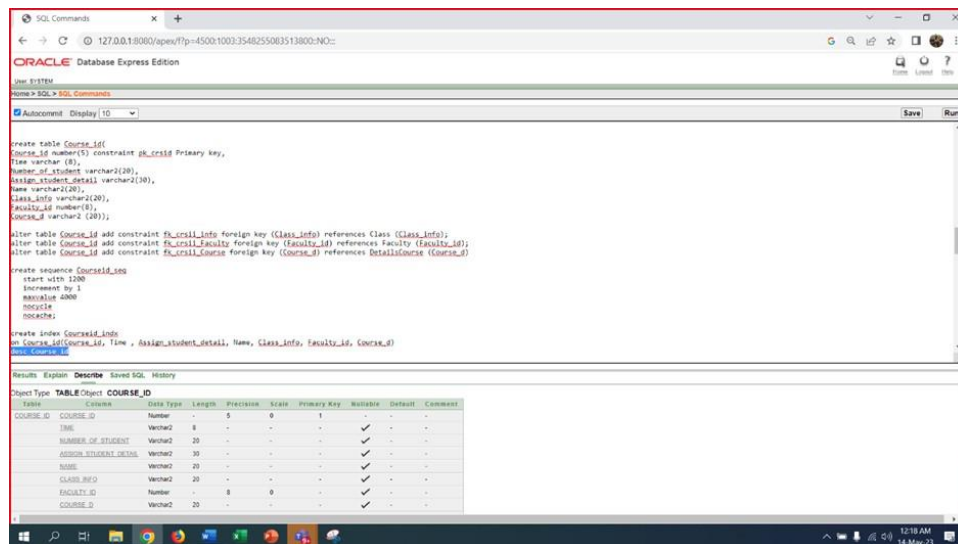 SQL Commands
127.0.0.1:8080/apex/f?p=4500:1003:3548255083513800::NO:::
ORACLE Database Express Edition
Home Logout Help
User: SYSTEM
Home > SQL > SQL Commands
Autocommit Display 10 Save Run
create table Course_id(
Course_id number(5) constraint pk_crsid Primary key,
Time varchar (8),
Number_of_student varchar2(20),
Assign_student_detail varchar2(30),
Name varchar2(20),
Class_info varchar2(20),
Faculty_id number(8),
Course_d varchar2 (20));
alter table Course_id add constraint fk_crsil_info foreign key (Class_info) references Class (Class_info);
alter table Course_id add constraint fk_crsil_Faculty foreign key (Faculty_id) references Faculty (Faculty_id);
alter table Course_id add constraint fk_crsil_Course foreign key (Course_d) references DetailsCourse (Course_d)
create sequence Courseid_seq
start with 1200
increment by 1
maxvalue 4000
nocycle
nocache;
create index Courseid_indx
on Course_id(Course_id, Time , Assign_student_detail, Name, Class_info, Faculty_id, Course_d)
desc Course_id
Results Explain Describe Saved SQL History
Object Type TABLE Object COURSE_ID
Table Column Data Type Length Precision Scale Primary Key Nullable Default Comment
COURSE_ID COURSE_ID Number - 5 0 1 - - -
TIME Varchar2 8 - - - - -
NUMBER_OF_STUDENT Varchar2 20 - - - - -
ASSIGN_STUDENT_DETAIL Varchar2 30 - - - - -
NAME Varchar2 20 - - - - -
CLASS_INFO Varchar2 20 - - - - -
FACULTY_ID Number - 8 0 - - -
COURSE_D Varchar2 20 - - - - -
12:18 AM
14-May-23